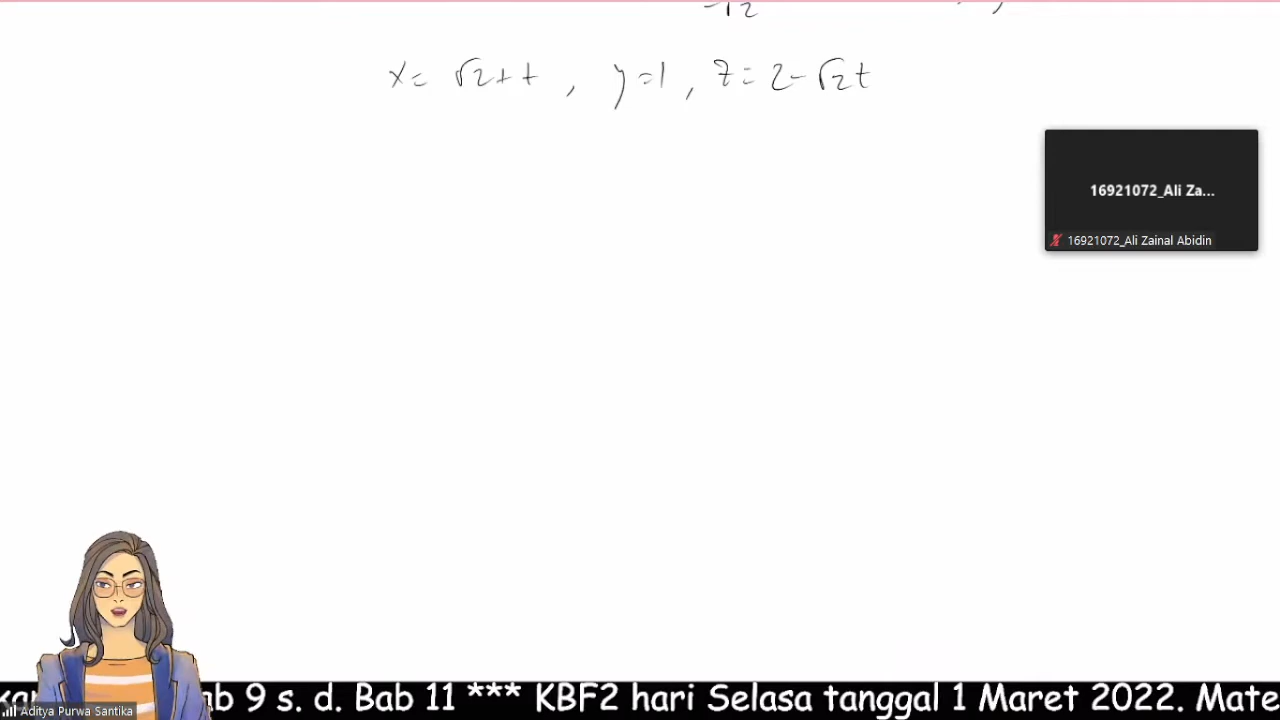 x = √2 + t , y = 1 , z = 2 - √2 t
16921072_Ali Za...
16921072_Ali Zainal Abidin
ab 9 s. d. Bab 11 *** KBF2 hari Selasa tanggal 1 Maret 2022. Mate
Aditya Purwa Santika